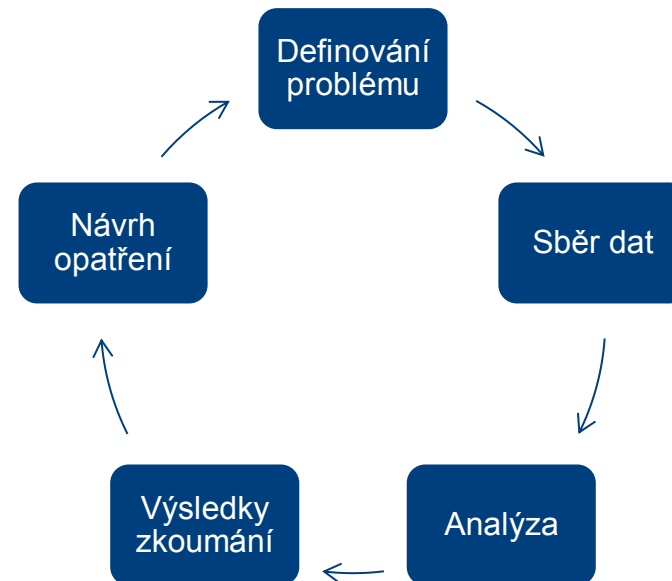 Definování
problému
Sběr dat
Analýza
Výsledky
zkoumání
Návrh
opatření